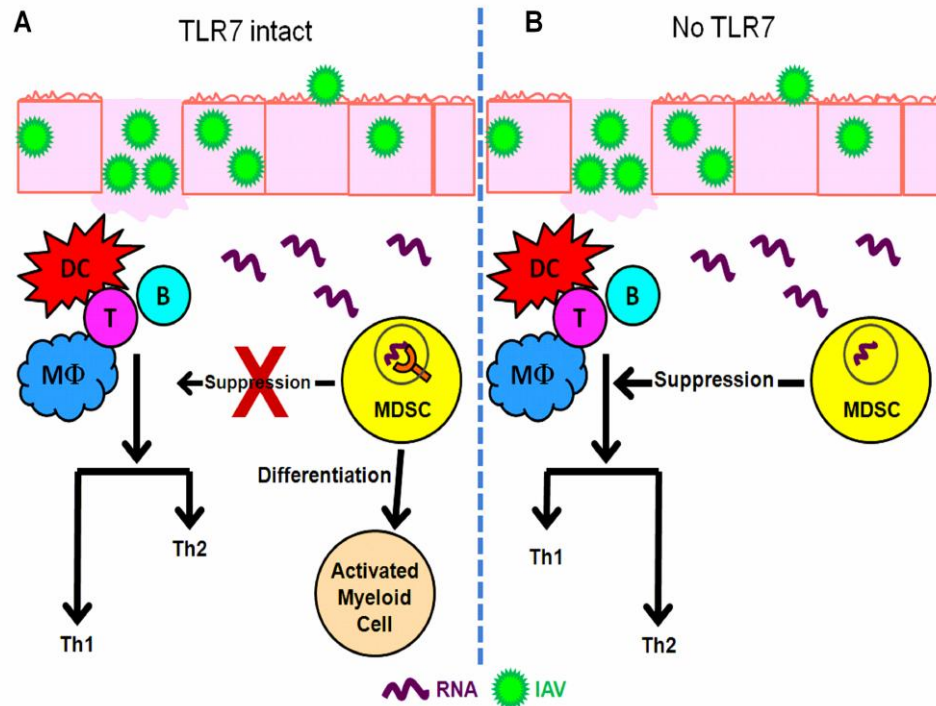 A
TLR7 intact
DC
B
T
MΦ
Suppression
X
MDSC
Differentiation
Th2
Th1
Activated
Myeloid
Cell
B
No TLR7
DC
B
T
MΦ
Suppression
MDSC
Th1
Th2
RNA
IAV